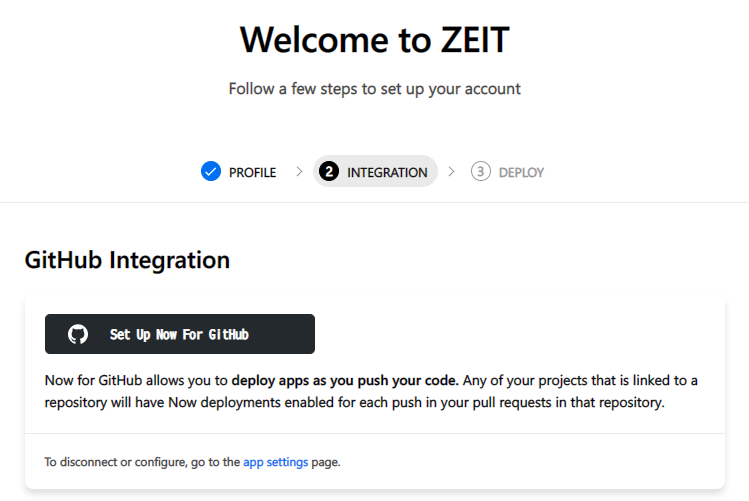 Welcome to ZEIT
Follow a few steps to set up your account
PROFILE
2 INTEGRATION
3 DEPLOY
GitHub Integration
Set Up Now For GitHub
Now for GitHub allows you to deploy apps as you push your code. Any of your projects that is linked to a
repository will have Now deployments enabled for each push in your pull requests in that repository.
To disconnect or configure, go to the app settings page.